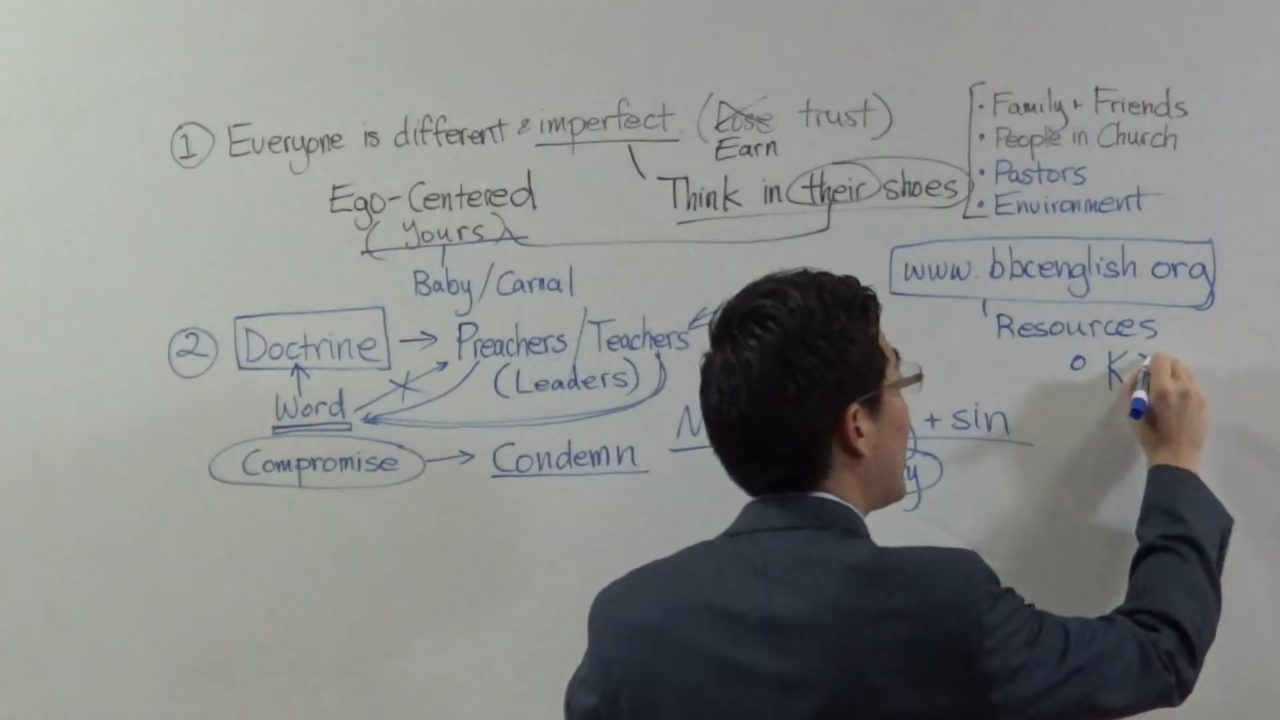 ① Everyone is different & imperfect (Lose trust)
Earn
Ego-Centered
(Yours)
Think in their shoes
• Family + Friends
• People in Church
• Pastors
• Environment
Baby/Carnal
www.bbcenglish.org
Resources
② Doctrine → Preachers/Teachers
(Leaders)
Word
Compromise → Condemn
+ sin